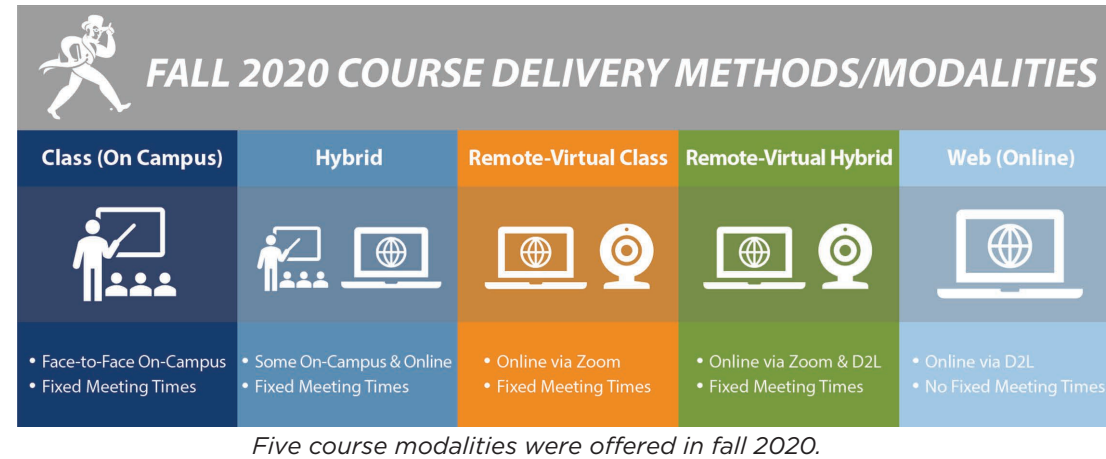 FALL 2020 COURSE DELIVERY METHODS/MODALITIES
Class (On Campus)
Hybrid
Remote-Virtual Class
Remote-Virtual Hybrid
Web (Online)
• Face-to-Face On-Campus
• Fixed Meeting Times
• Some On-Campus & Online
• Fixed Meeting Times
• Online via Zoom
• Fixed Meeting Times
• Online via Zoom & D2L
• Fixed Meeting Times
• Online via D2L
• No Fixed Meeting Times
Five course modalities were offered in fall 2020.